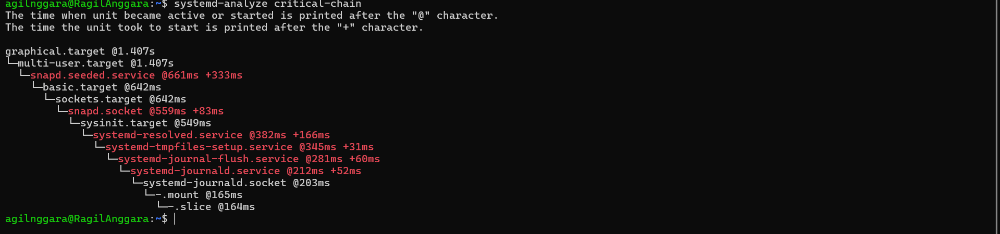 agilnggara@RagilAnggara:~$ systemd-analyze critical-chain
The time when unit became active or started is printed after the "@" character.
The time the unit took to start is printed after the "+" character.

graphical.target @1.407s
└─multi-user.target @1.407s
  └─snapd.seeded.service @661ms +333ms
    └─basic.target @642ms
      └─sockets.target @642ms
        └─snapd.socket @559ms +83ms
          └─sysinit.target @549ms
            └─systemd-resolved.service @382ms +166ms
              └─systemd-tmpfiles-setup.service @345ms +31ms
                └─systemd-journal-flush.service @281ms +60ms
                  └─systemd-journald.service @212ms +52ms
                    └─systemd-journald.socket @203ms
                      └─-.mount @165ms
                        └─-.slice @164ms
agilnggara@RagilAnggara:~$